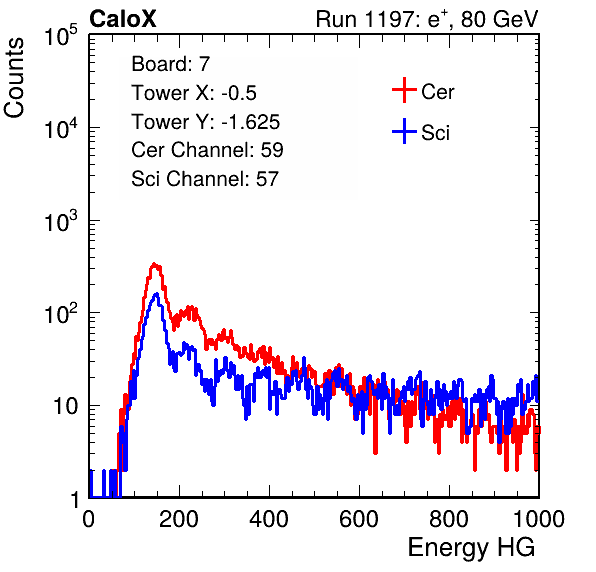 CaloX Run 1197: e⁺, 80 GeV
Counts
Board: 7
Tower X: -0.5
Tower Y: -1.625
Cer Channel: 59
Sci Channel: 57
Cer
Sci
10⁵
10⁴
10³
10²
10
1
0 200 400 600 800 1000
Energy HG